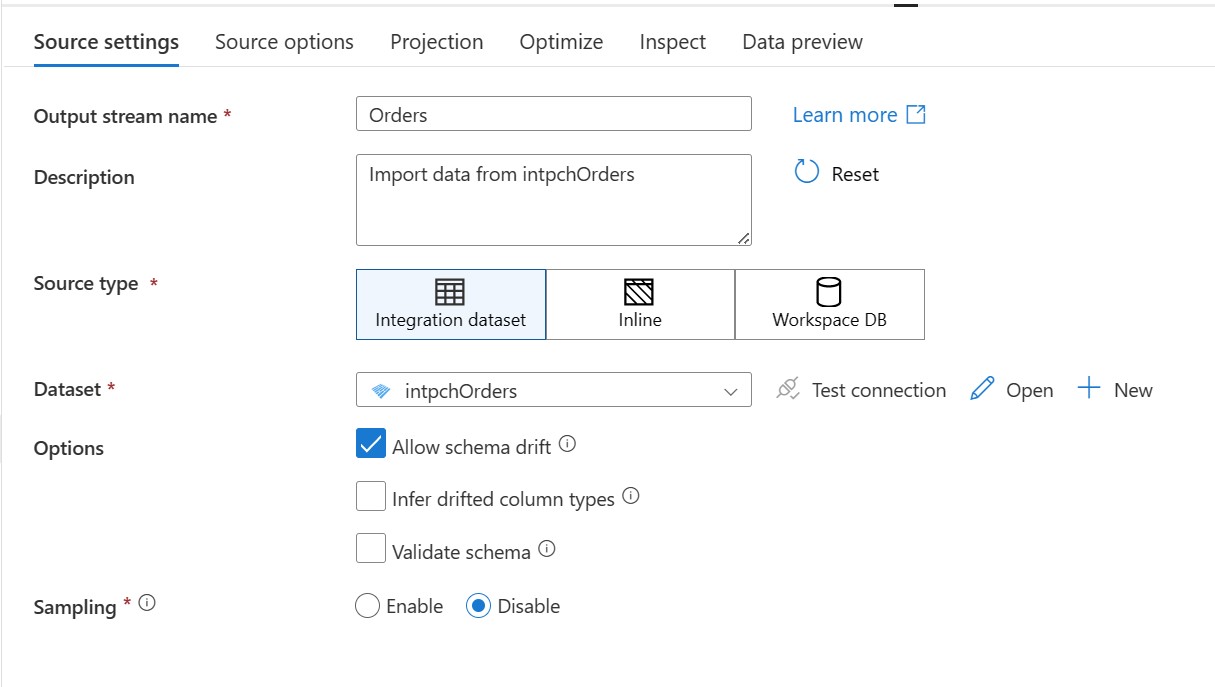 Source settings Source options Projection Optimize Inspect Data preview
Output stream name * Orders Learn more
Description Import data from intpchOrders Reset
Source type * Integration dataset Inline Workspace DB
Dataset * intpchOrders Test connection Open New
Options Allow schema drift
Infer drifted column types
Validate schema
Sampling * Enable Disable